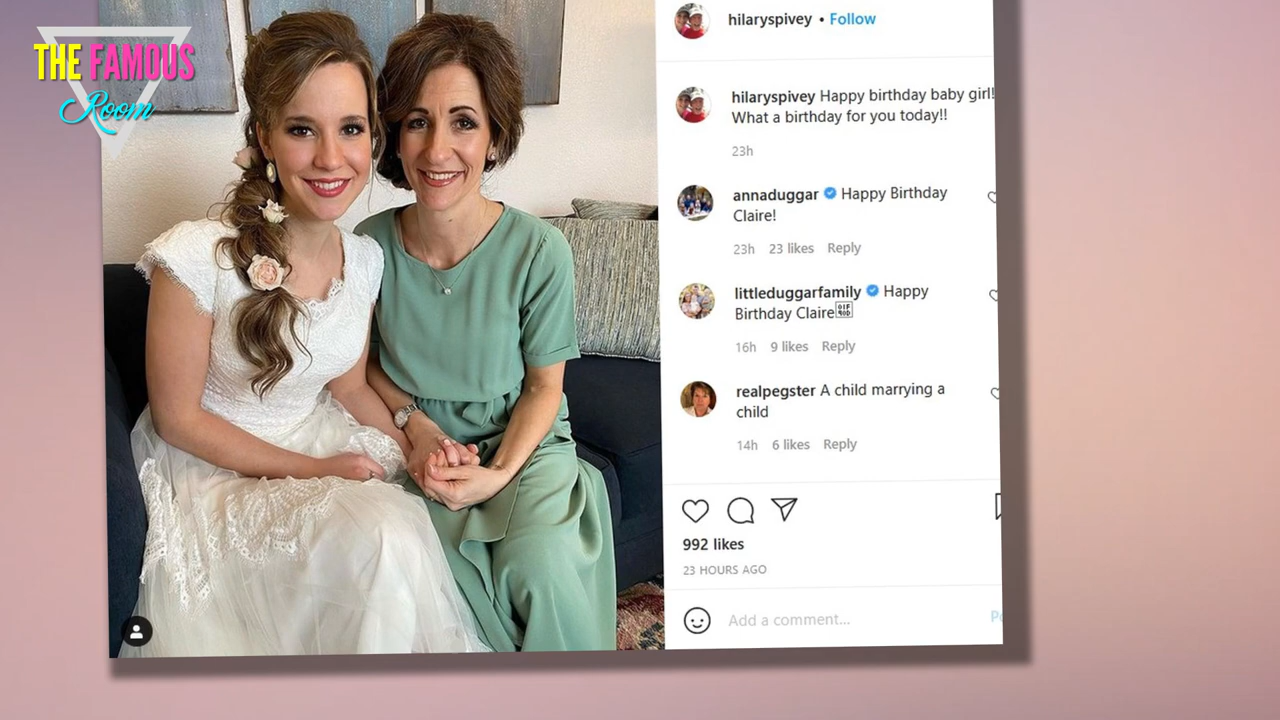 THE FAMOUS
Room
hilaryspivey • Follow
hilaryspivey Happy birthday baby girl!
What a birthday for you today!!
23h
annaduggar Happy Birthday
Claire!
23h 23 likes Reply
littleduggarfamily Happy
Birthday Claire
16h 9 likes Reply
realpegster A child marrying a
child
14h 6 likes Reply
992 likes
23 HOURS AGO
Add a comment...